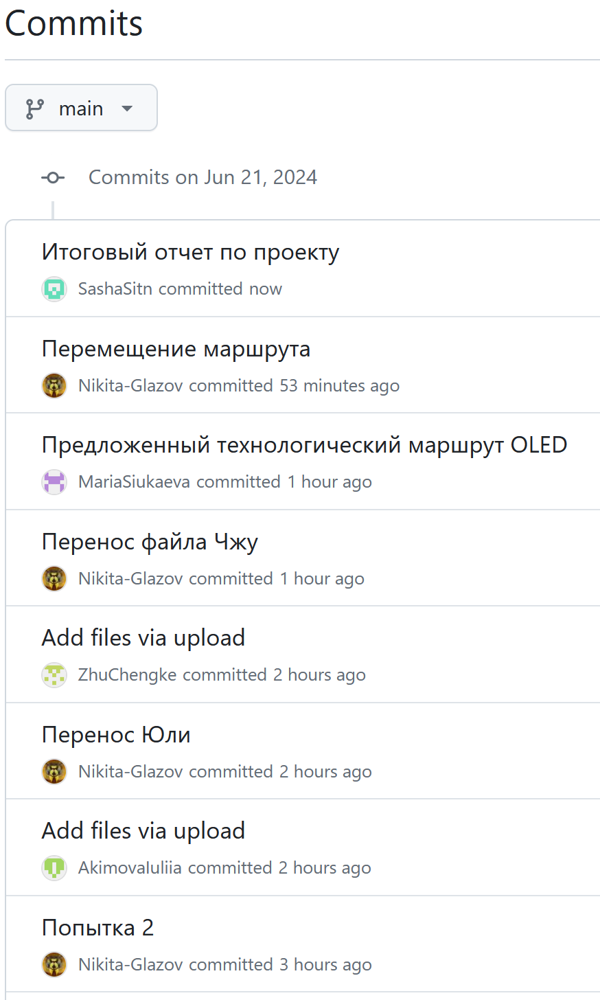 Commits
main
Commits on Jun 21, 2024
Итоговый отчет по проекту
SashaSitn committed now
Перемещение маршрута
Nikita-Glazov committed 53 minutes ago
Предложенный технологический маршрут OLED
MariaSiukaeva committed 1 hour ago
Перенос файла Чжу
Nikita-Glazov committed 1 hour ago
Add files via upload
ZhuChengke committed 2 hours ago
Перенос Юли
Nikita-Glazov committed 2 hours ago
Add files via upload
AkimovaIuliia committed 2 hours ago
Попытка 2
Nikita-Glazov committed 3 hours ago